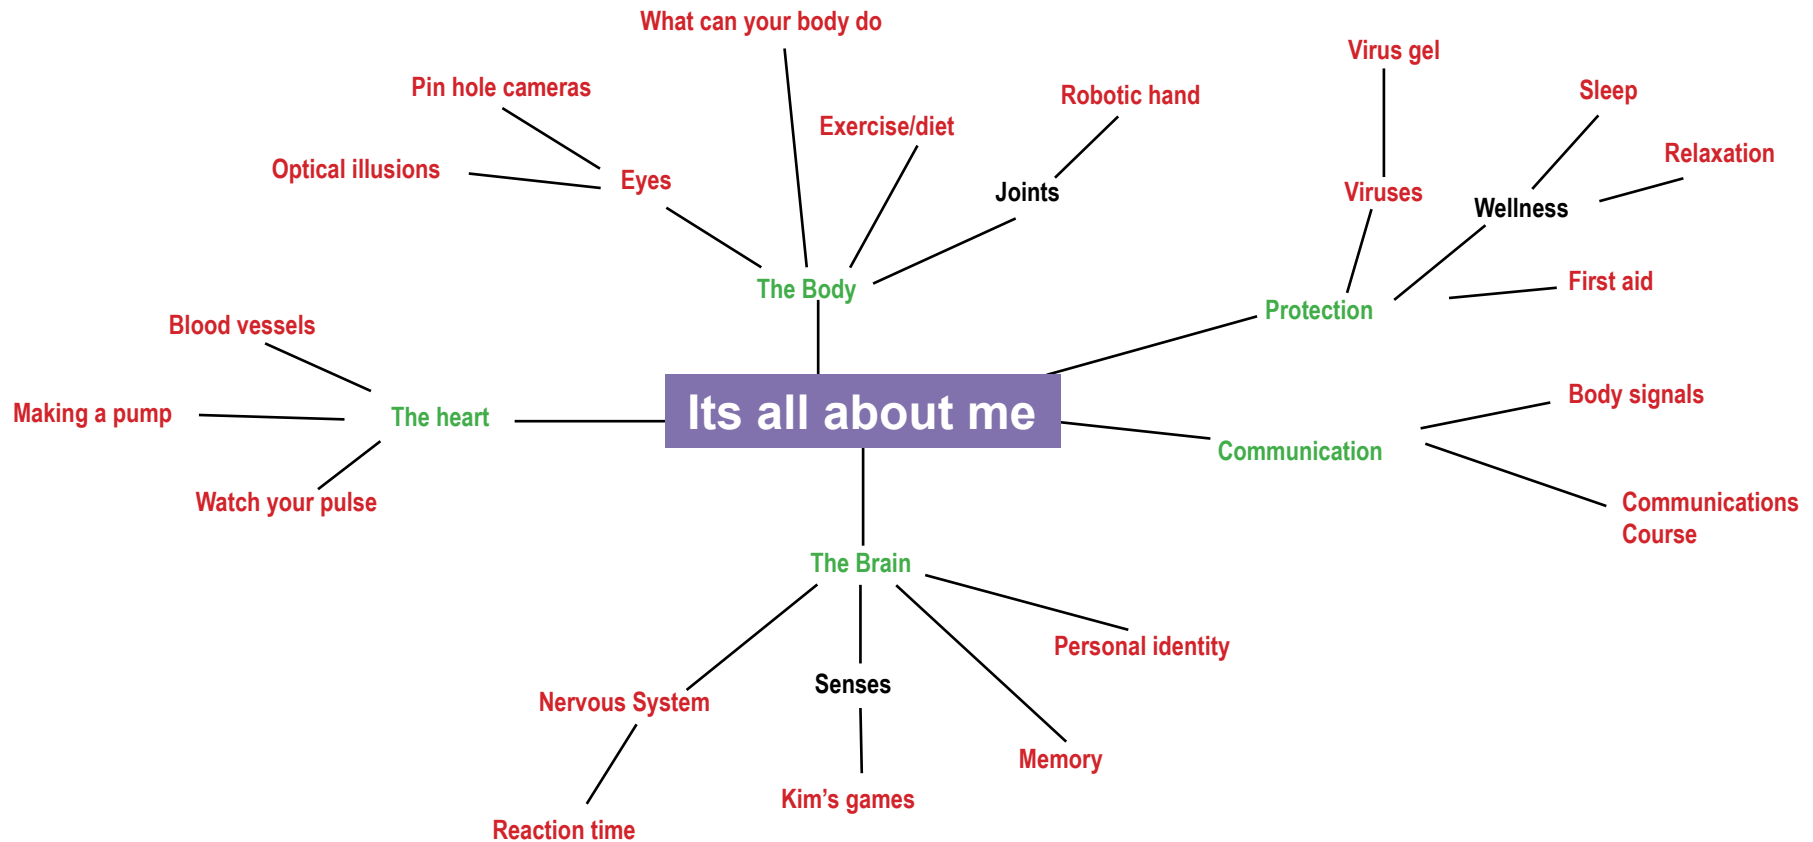 What can your body do
Virus gel
Pin hole cameras
Robotic hand
Sleep
Exercise/diet
Relaxation
Optical illusions
Eyes
Joints
Viruses
Wellness
The Body
First aid
Protection
Blood vessels
Its all about me
Body signals
Making a pump
The heart
Communication
Watch your pulse
Communications
Course
The Brain
Personal identity
Senses
Nervous System
Memory
Kim’s games
Reaction time